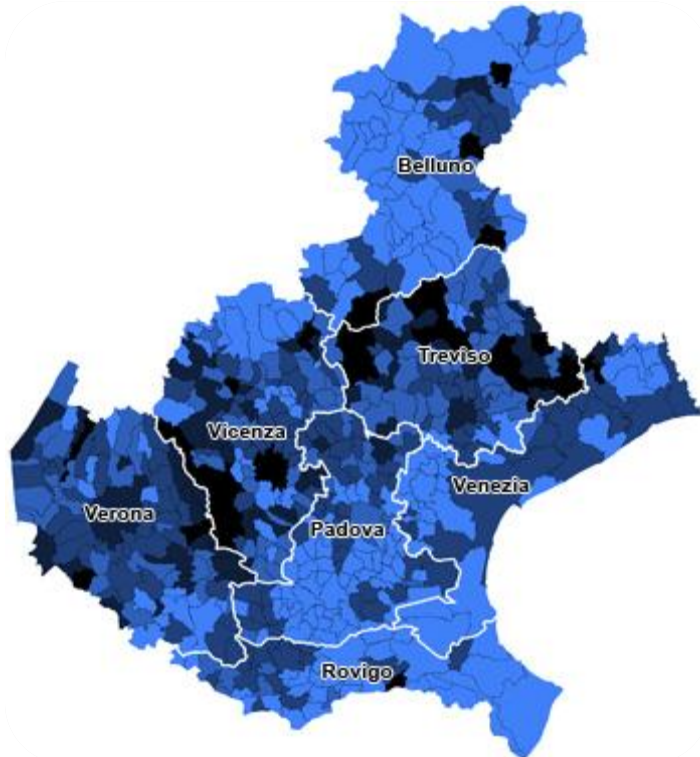 Belluno
Treviso
Vicenza
Venezia
Verona
Padova
Rovigo